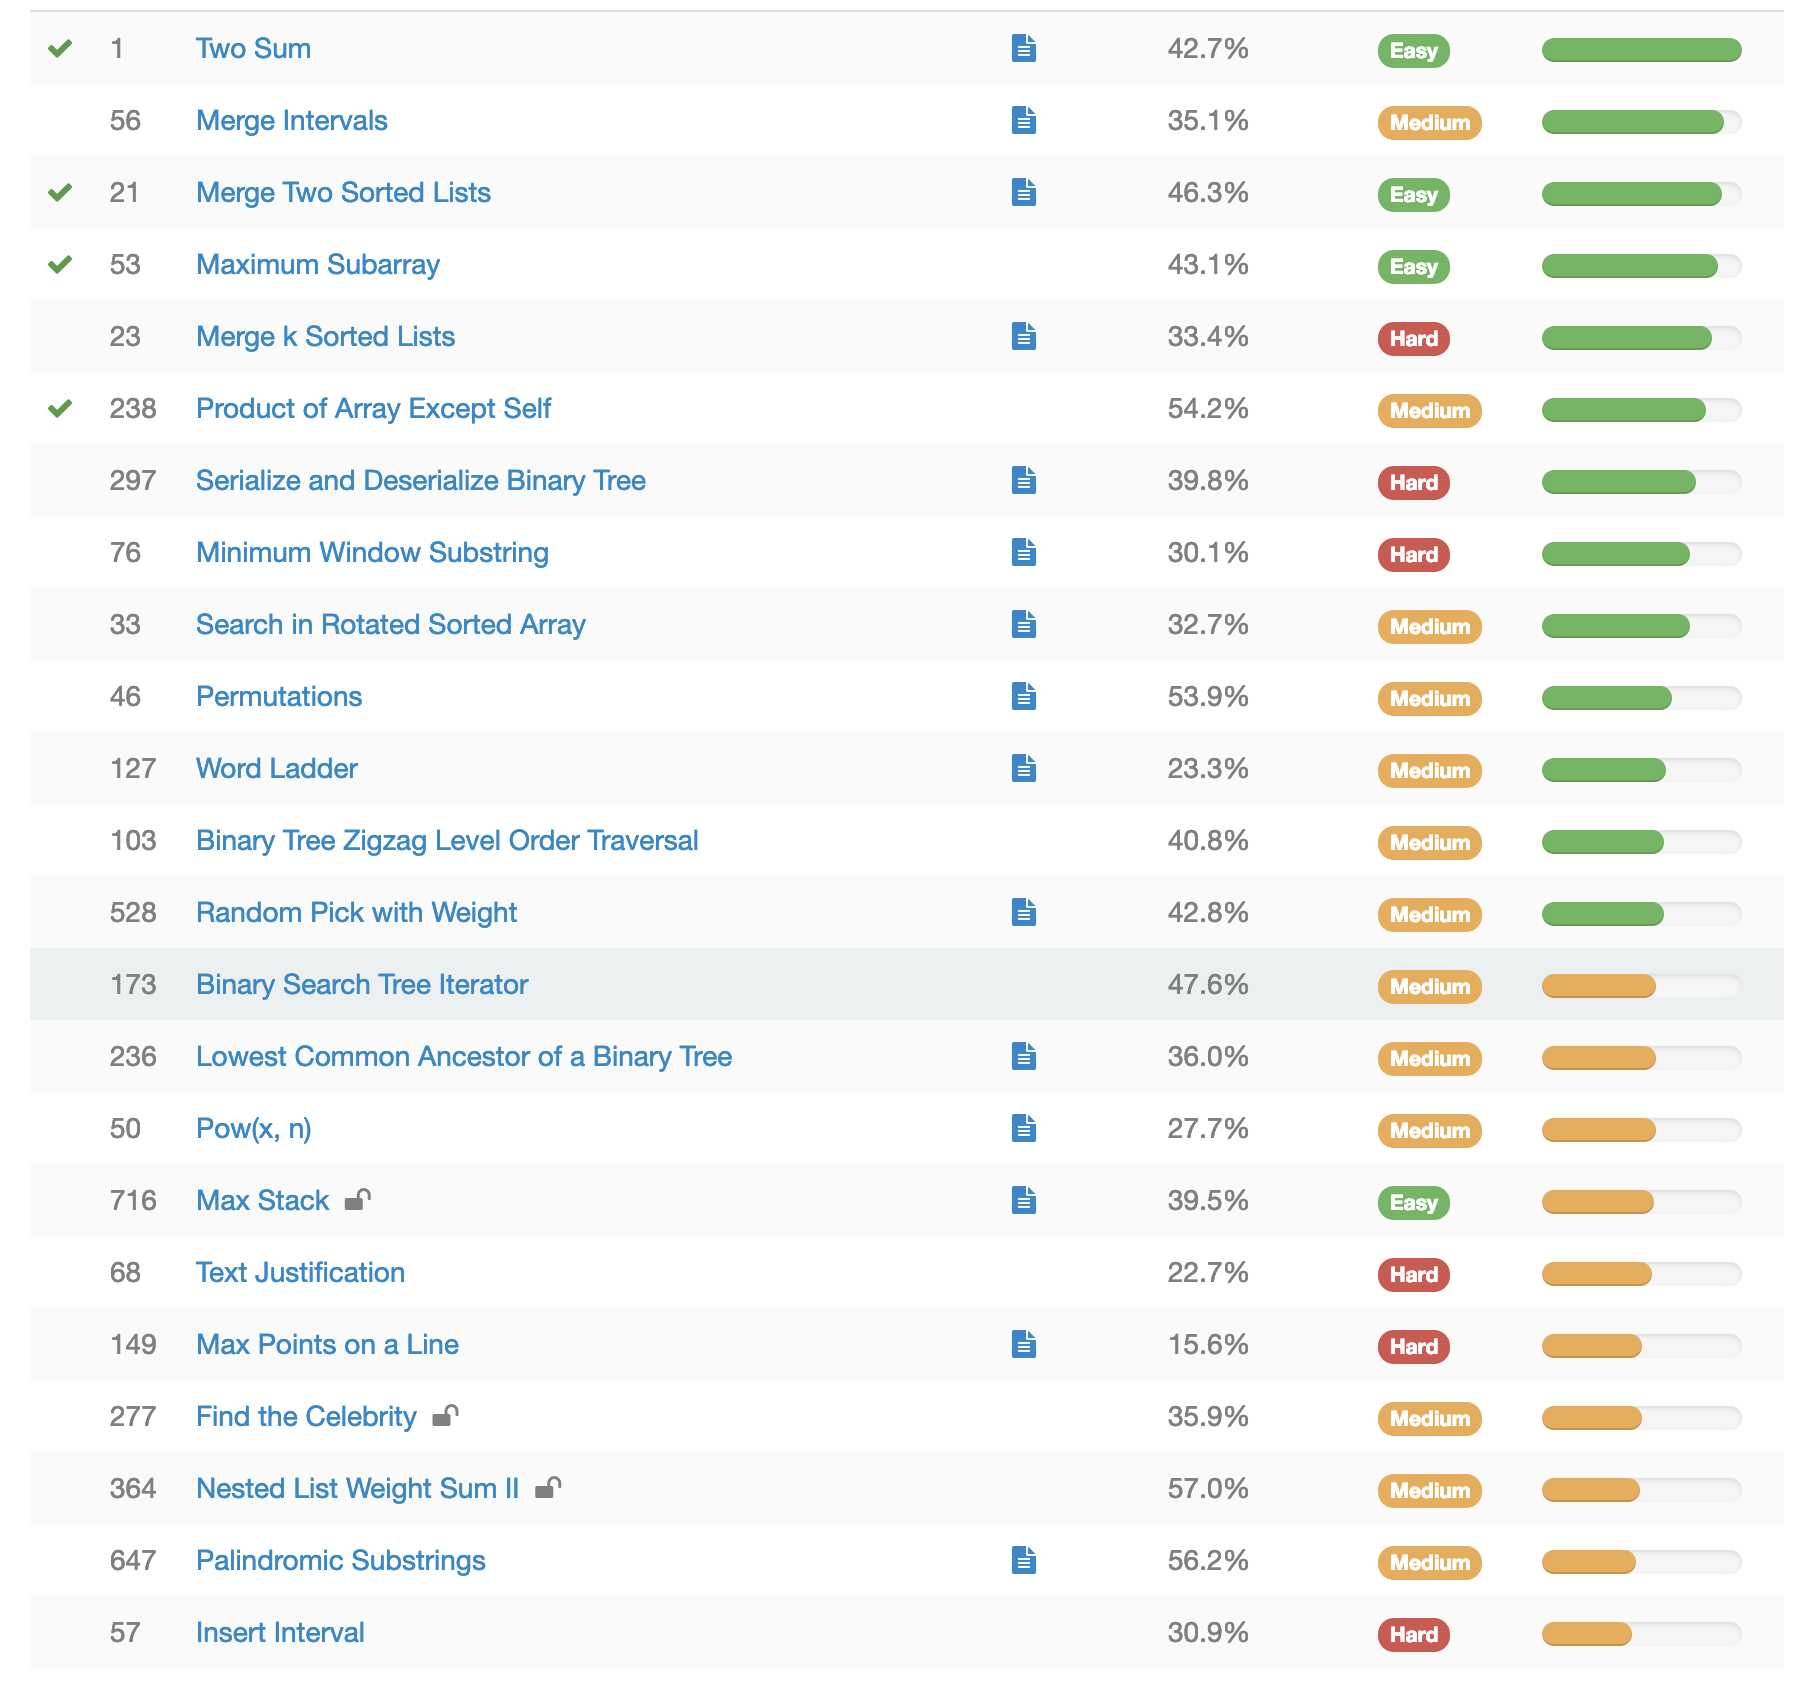 1 Two Sum 42.7% Easy
56 Merge Intervals 35.1% Medium
21 Merge Two Sorted Lists 46.3% Easy
53 Maximum Subarray 43.1% Easy
23 Merge k Sorted Lists 33.4% Hard
238 Product of Array Except Self 54.2% Medium
297 Serialize and Deserialize Binary Tree 39.8% Hard
76 Minimum Window Substring 30.1% Hard
33 Search in Rotated Sorted Array 32.7% Medium
46 Permutations 53.9% Medium
127 Word Ladder 23.3% Medium
103 Binary Tree Zigzag Level Order Traversal 40.8% Medium
528 Random Pick with Weight 42.8% Medium
173 Binary Search Tree Iterator 47.6% Medium
236 Lowest Common Ancestor of a Binary Tree 36.0% Medium
50 Pow(x, n) 27.7% Medium
716 Max Stack 39.5% Easy
68 Text Justification 22.7% Hard
149 Max Points on a Line 15.6% Hard
277 Find the Celebrity 35.9% Medium
364 Nested List Weight Sum II 57.0% Medium
647 Palindromic Substrings 56.2% Medium
57 Insert Interval 30.9% Hard